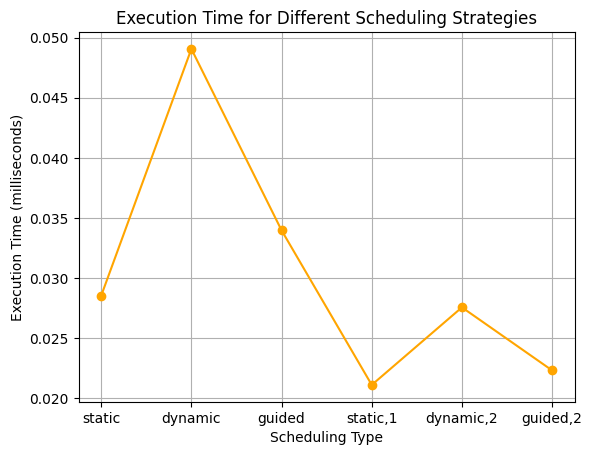 Execution Time for Different Scheduling Strategies
Execution Time (milliseconds)
0.050
0.045
0.040
0.035
0.030
0.025
0.020
static dynamic guided static,1 dynamic,2 guided,2
Scheduling Type